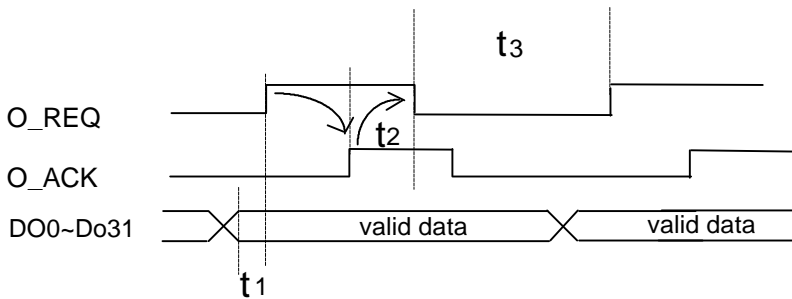 t3
O_REQ
t2
O_ACK
DO0~Do31
valid data
valid data
t1